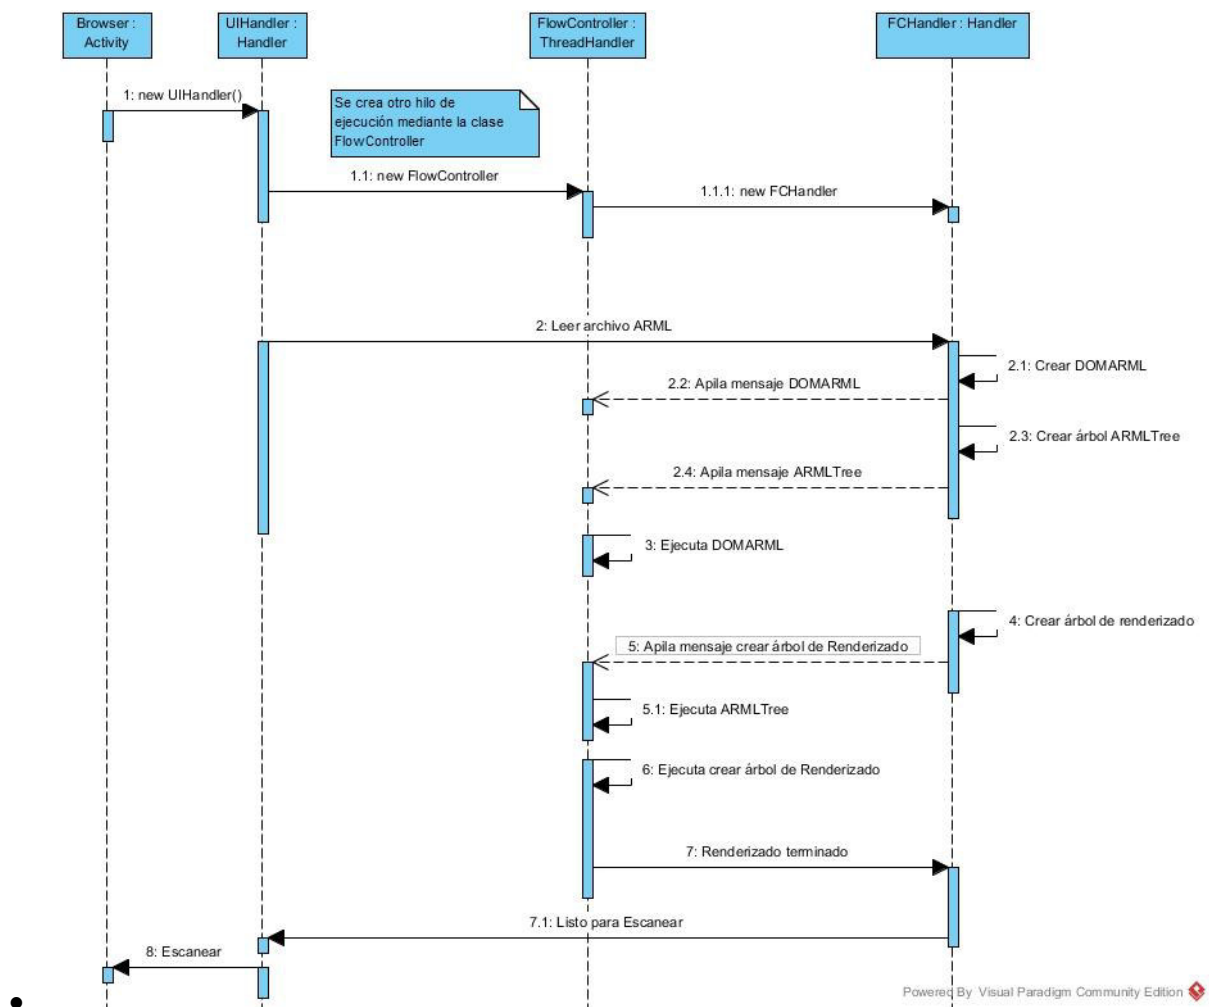 Browser :
Activity
UIHandler :
Handler
FlowController :
ThreadHandler
FCHandler : Handler
1: new UIHandler()
Se crea otro hilo de
ejecución mediante la clase
FlowController
1.1: new FlowController
1.1.1: new FCHandler
2: Leer archivo ARML
2.1: Crear DOMARML
2.2: Apila mensaje DOMARML
2.3: Crear árbol ARMLTree
2.4: Apila mensaje ARMLTree
3: Ejecuta DOMARML
4: Crear árbol de renderizado
5: Apila mensaje crear árbol de Renderizado
5.1: Ejecuta ARMLTree
6: Ejecuta crear árbol de Renderizado
7: Renderizado terminado
7.1: Listo para Escanear
8: Escanear
Powered By Visual Paradigm Community Edition